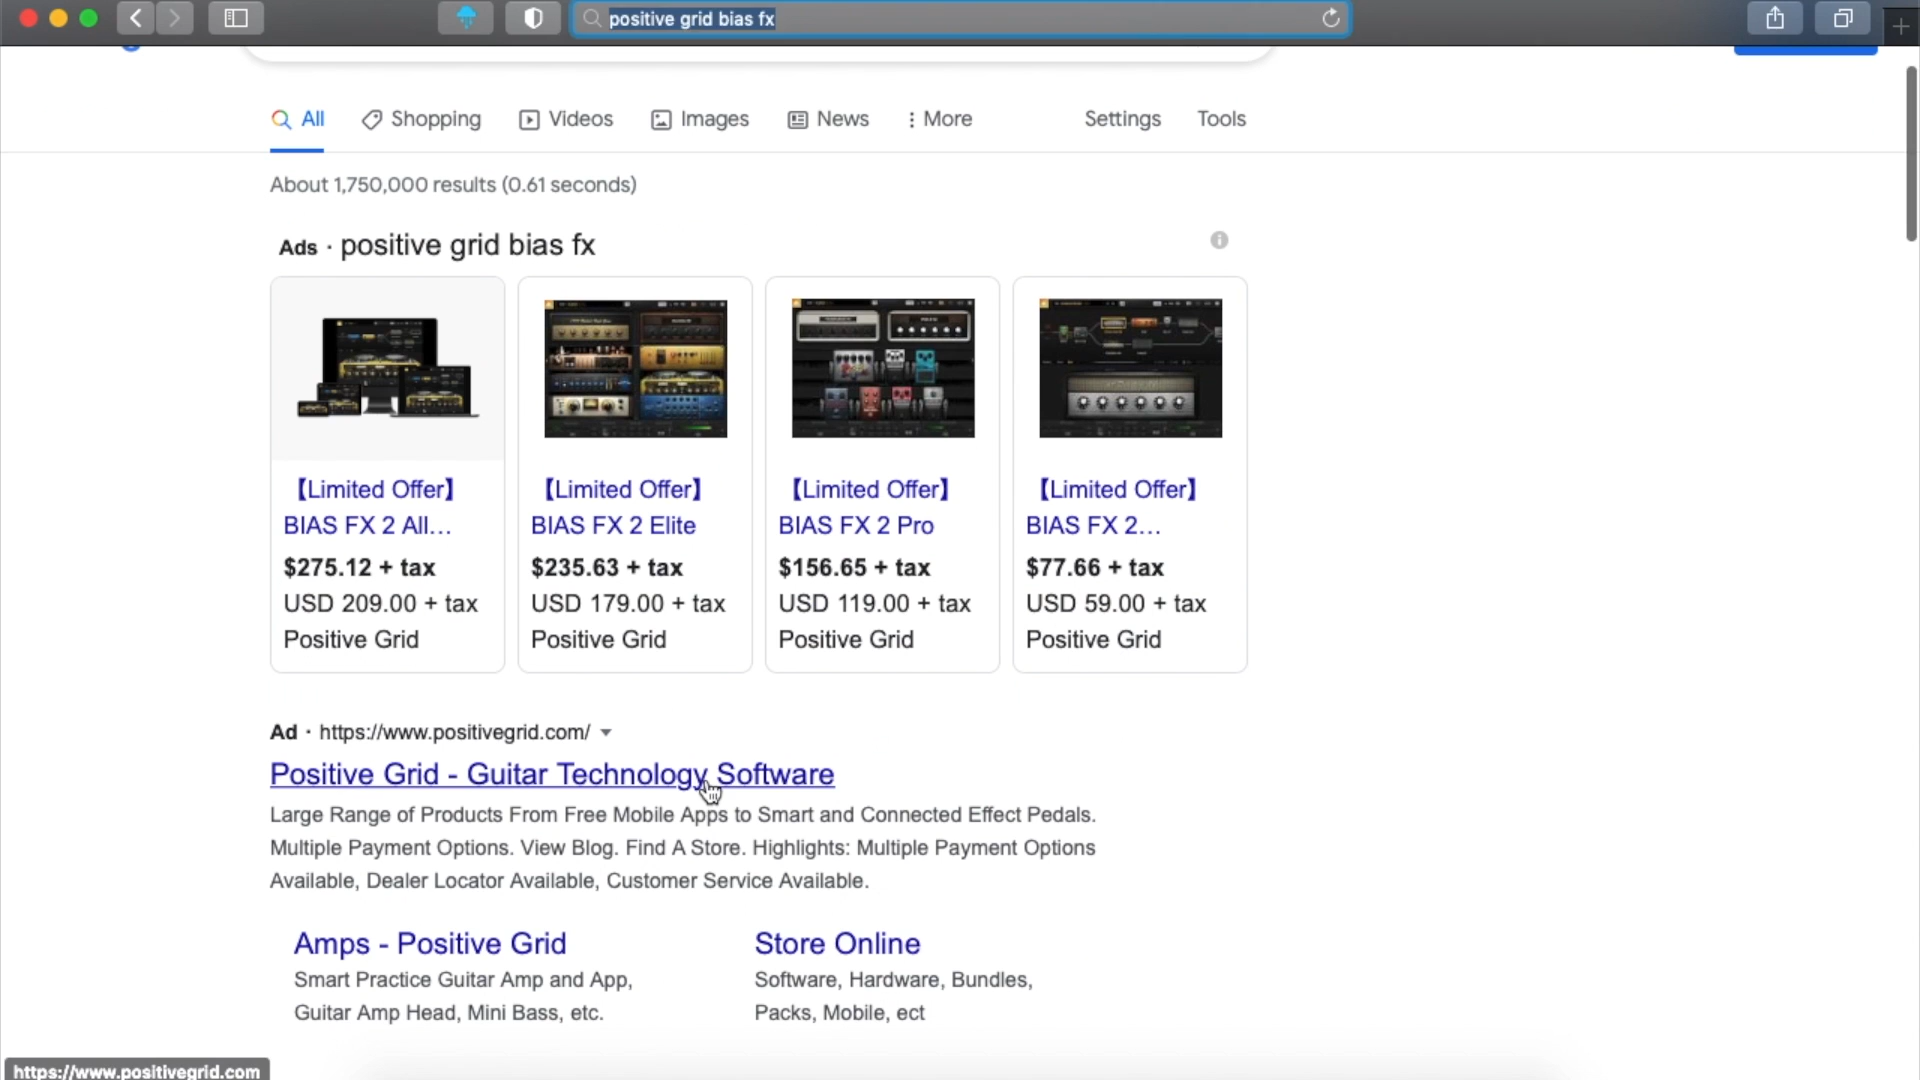 positive grid bias fx
All
Shopping
Videos
Images
News
More
Settings
Tools
About 1,750,000 results (0.61 seconds)
Ads · positive grid bias fx
【Limited Offer】
BIAS FX 2 All...
$275.12 + tax
USD 209.00 + tax
Positive Grid
【Limited Offer】
BIAS FX 2 Elite
$235.63 + tax
USD 179.00 + tax
Positive Grid
【Limited Offer】
BIAS FX 2 Pro
$156.65 + tax
USD 119.00 + tax
Positive Grid
【Limited Offer】
BIAS FX 2...
$77.66 + tax
USD 59.00 + tax
Positive Grid
Ad · https://www.positivegrid.com/
Positive Grid - Guitar Technology Software
Large Range of Products From Free Mobile Apps to Smart and Connected Effect Pedals.
Multiple Payment Options. View Blog. Find A Store. Highlights: Multiple Payment Options
Available, Dealer Locator Available, Customer Service Available.
Amps - Positive Grid
Smart Practice Guitar Amp and App,
Guitar Amp Head, Mini Bass, etc.
Store Online
Software, Hardware, Bundles,
Packs, Mobile, ect
https://www.positivegrid.com